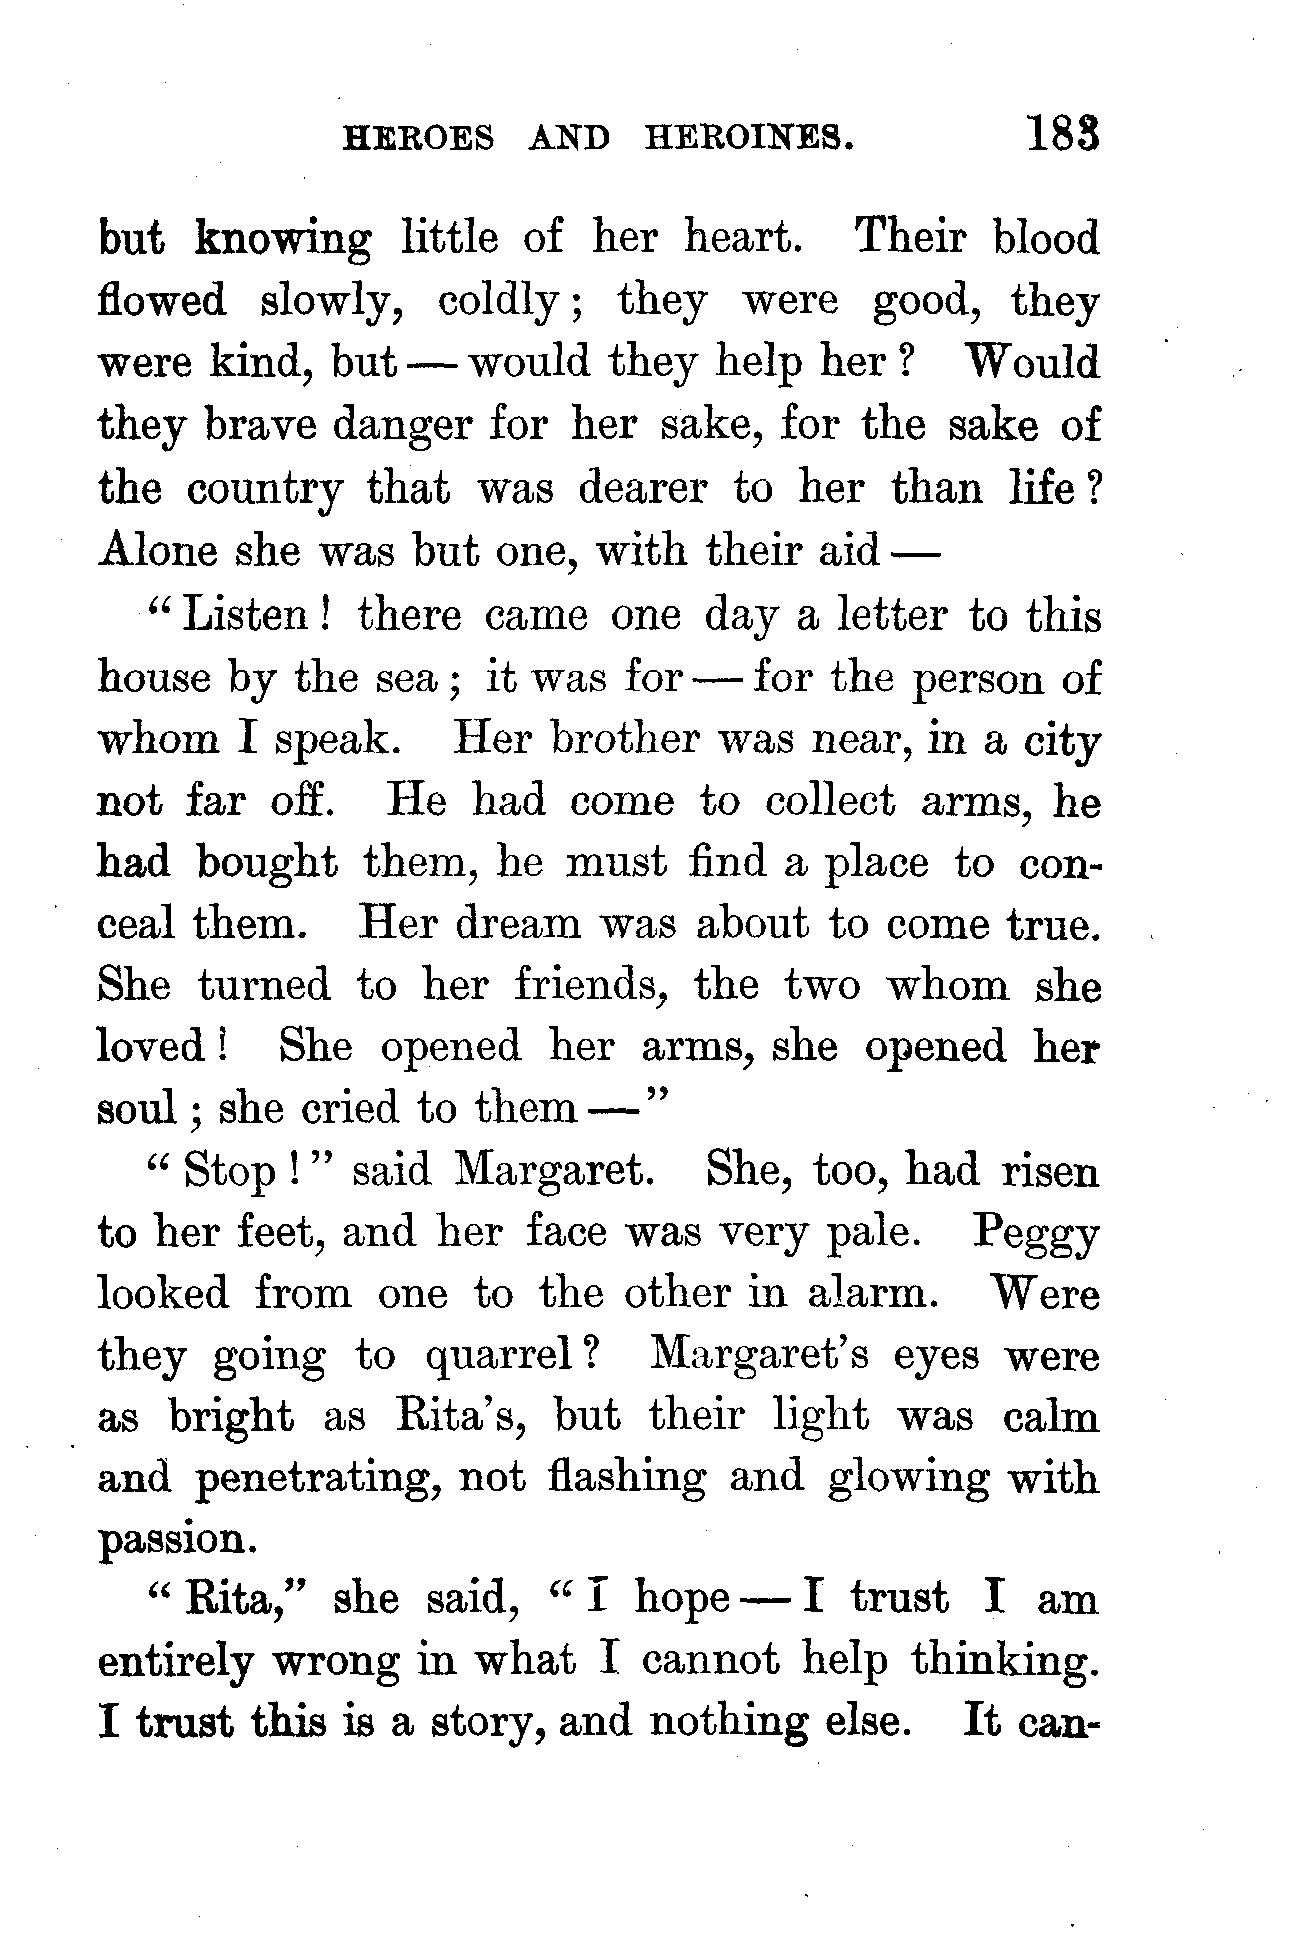 HEROES AND HEROINES. 183
but knowing little of her heart. Their blood
flowed slowly, coldly; they were good, they
were kind, but — would they help her? Would
they brave danger for her sake, for the sake of
the country that was dearer to her than life?
Alone she was but one, with their aid —
“Listen! there came one day a letter to this
house by the sea; it was for — for the person of
whom I speak. Her brother was near, in a city
not far off. He had come to collect arms, he
had bought them, he must find a place to con-
ceal them. Her dream was about to come true.
She turned to her friends, the two whom she
loved! She opened her arms, she opened her
soul; she cried to them —”
“Stop!” said Margaret. She, too, had risen
to her feet, and her face was very pale. Peggy
looked from one to the other in alarm. Were
they going to quarrel? Margaret’s eyes were
as bright as Rita’s, but their light was calm
and penetrating, not flashing and glowing with
passion.
“Rita,” she said, “I hope — I trust I am
entirely wrong in what I cannot help thinking.
I trust this is a story, and nothing else. It can-